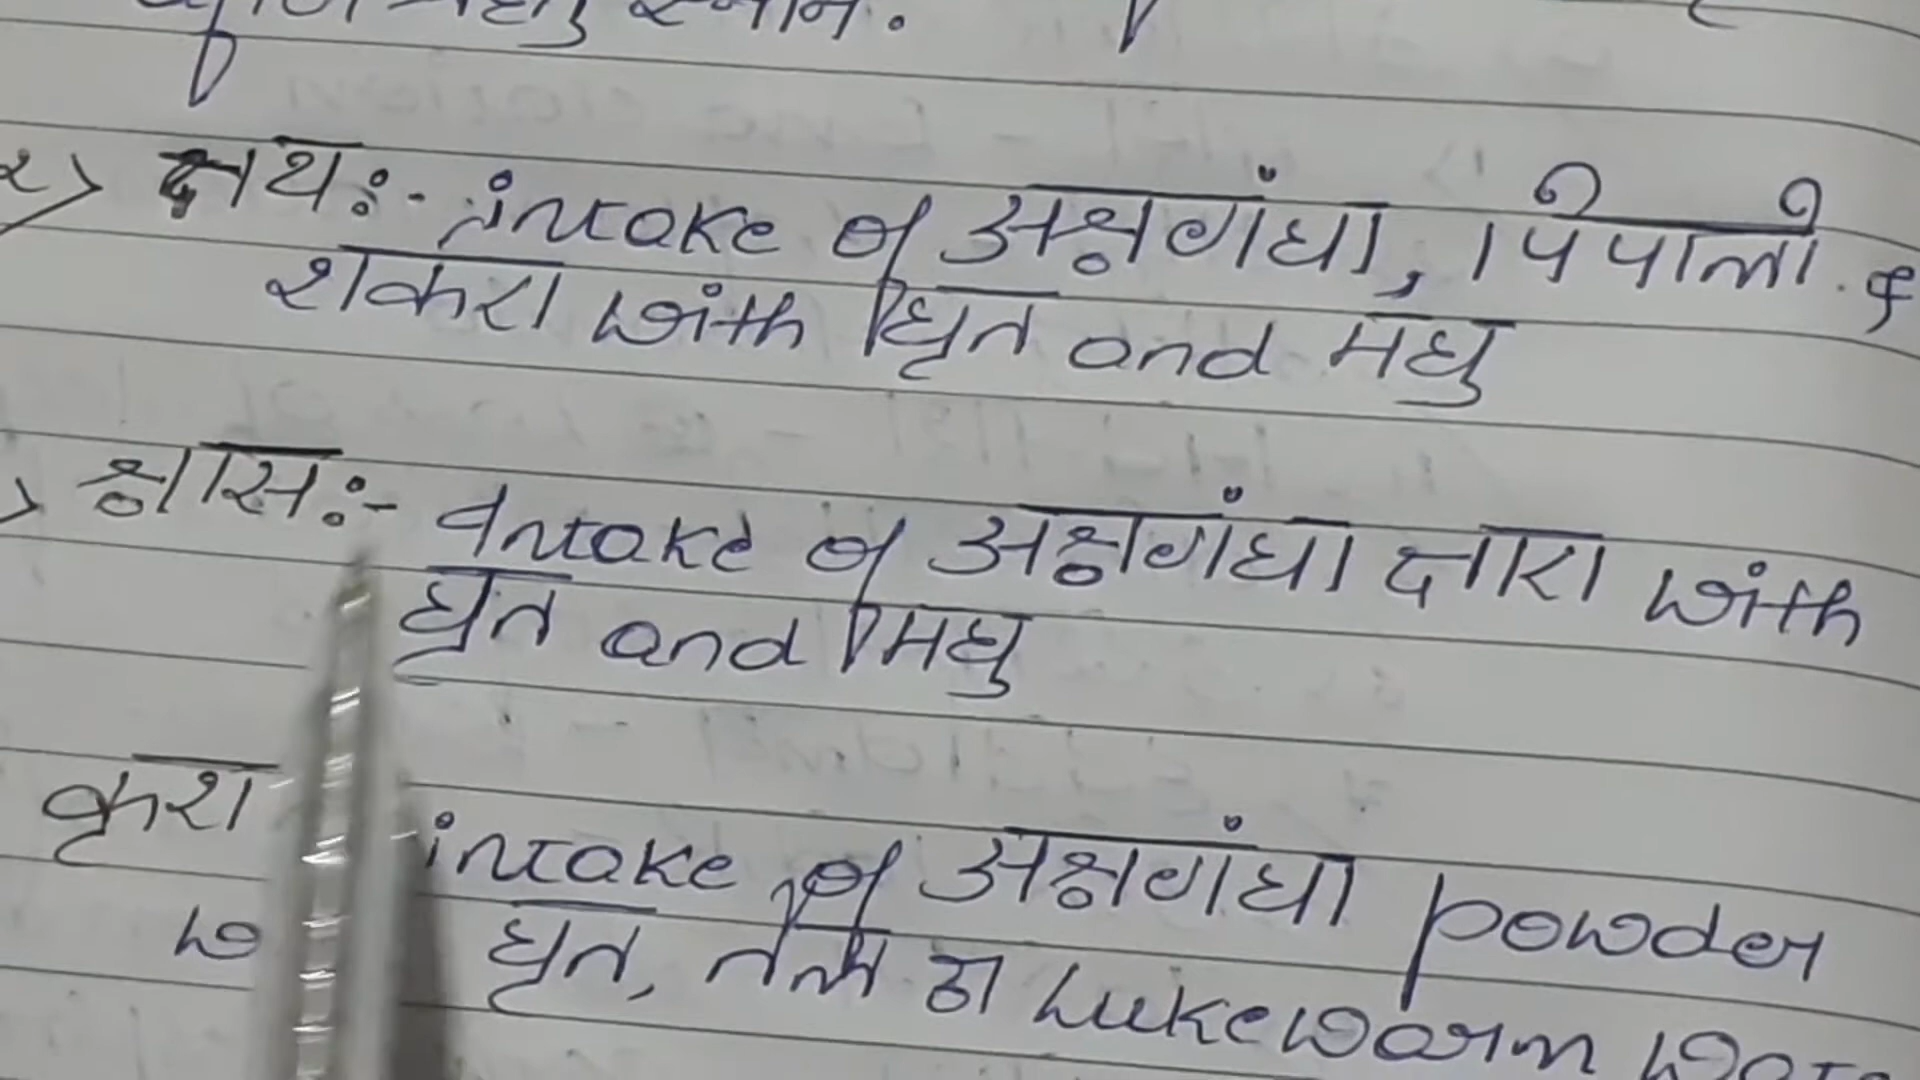 स्नान.
२> क्षय:- intake of अश्वगंधा, पिपाली. &
शर्करा with घृत and मधु
> श्वास:- Intake of अश्वगंधा क्षारा with
घृत and मधु
कृश intake of अश्वगंधा powder
घृत, तैल or Lukewarm